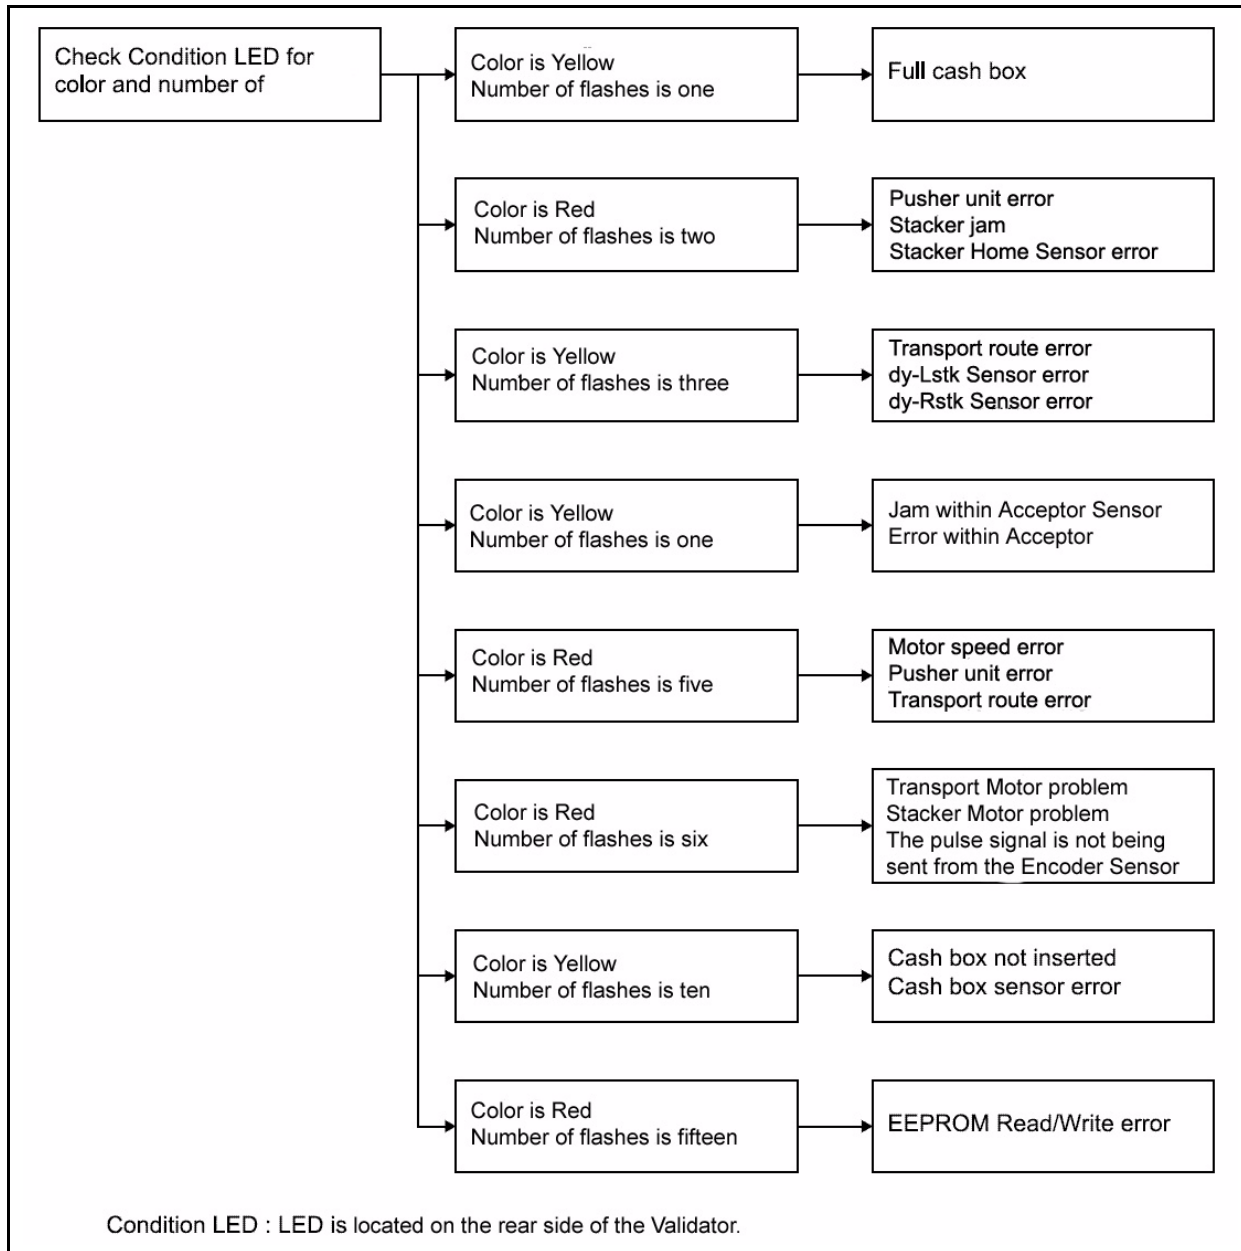 Check Condition LED for
color and number of
Color is Yellow
Number of flashes is one
Full cash box
Color is Red
Number of flashes is two
Pusher unit error
Stacker jam
Stacker Home Sensor error
Color is Yellow
Number of flashes is three
Transport route error
dy-Lstk Sensor error
dy-Rstk Sensor error
Color is Yellow
Number of flashes is one
Jam within Acceptor Sensor
Error within Acceptor
Color is Red
Number of flashes is five
Motor speed error
Pusher unit error
Transport route error
Color is Red
Number of flashes is six
Transport Motor problem
Stacker Motor problem
The pulse signal is not being
sent from the Encoder Sensor
Color is Yellow
Number of flashes is ten
Cash box not inserted
Cash box sensor error
Color is Red
Number of flashes is fifteen
EEPROM Read/Write error
Condition LED : LED is located on the rear side of the Validator.